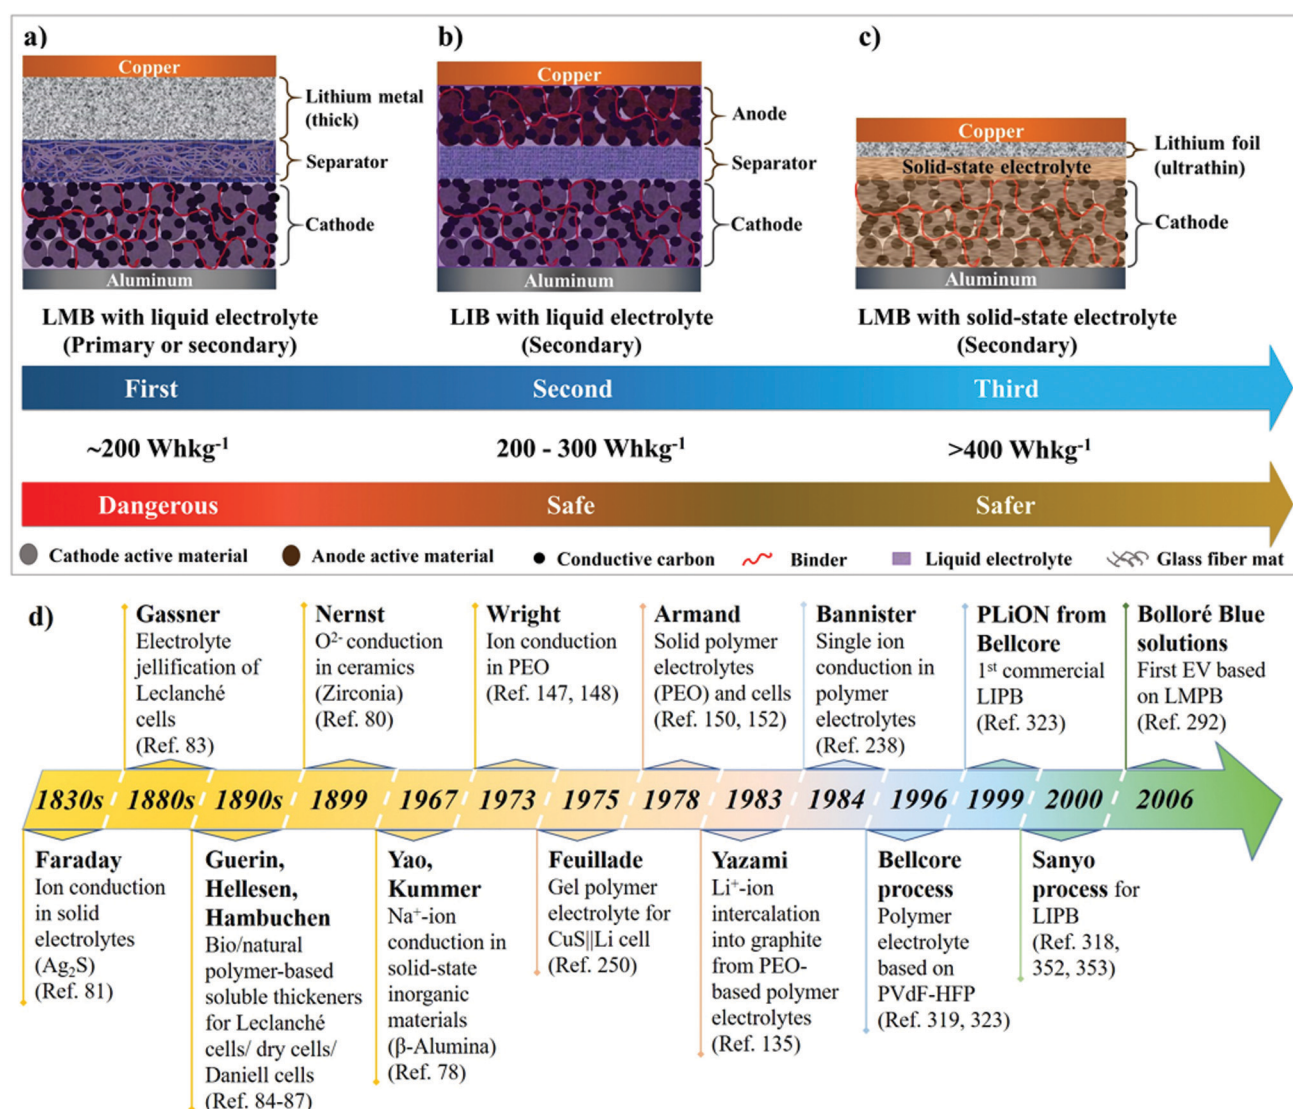 a)
Copper
Lithium metal
(thick)
Separator
Cathode
Aluminum
LMB with liquid electrolyte
(Primary or secondary)
b)
Copper
Anode
Separator
Cathode
Aluminum
LIB with liquid electrolyte
(Secondary)
c)
Copper
Lithium foil
(ultrathin)
Solid-state electrolyte
Cathode
Aluminum
LMB with solid-state electrolyte
(Secondary)
First Second Third
~200 Whkg⁻¹ 200 - 300 Whkg⁻¹ >400 Whkg⁻¹
Dangerous Safe Safer
Cathode active material Anode active material Conductive carbon Binder Liquid electrolyte Glass fiber mat
d)
Gassner
Electrolyte
jellification of
Leclanché
cells
(Ref. 83)
Nernst
O²⁻ conduction
in ceramics
(Zirconia)
(Ref. 80)
Wright
Ion conduction
in PEO
(Ref. 147, 148)
Armand
Solid polymer
electrolytes
(PEO) and cells
(Ref. 150, 152)
Bannister
Single ion
conduction in
polymer
electrolytes
(Ref. 238)
PLiON from
Bellcore
1ˢᵗ commercial
LIPB
(Ref. 323)
Bolloré Blue
solutions
First EV based
on LMPB
(Ref. 292)
1830s 1880s 1890s 1899 1967 1973 1975 1978 1983 1984 1996 1999 2000 2006
Faraday
Ion conduction
in solid
electrolytes
(Ag₂S)
(Ref. 81)
Guerin,
Hellesen,
Hambuchen
Bio/natural
polymer-based
soluble thickeners
for Leclanché
cells/ dry cells/
Daniell cells
(Ref. 84-87)
Yao,
Kummer
Na⁺-ion
conduction in
solid-state
inorganic
materials
(β-Alumina)
(Ref. 78)
Feuillade
Gel polymer
electrolyte for
CuS||Li cell
(Ref. 250)
Yazami
Li⁺-ion
intercalation
into graphite
from PEO-
based polymer
electrolytes
(Ref. 135)
Bellcore
process
Polymer
electrolyte
based on
PVdF-HFP
(Ref. 319, 323)
Sanyo
process for
LIPB
(Ref. 318,
352, 353)